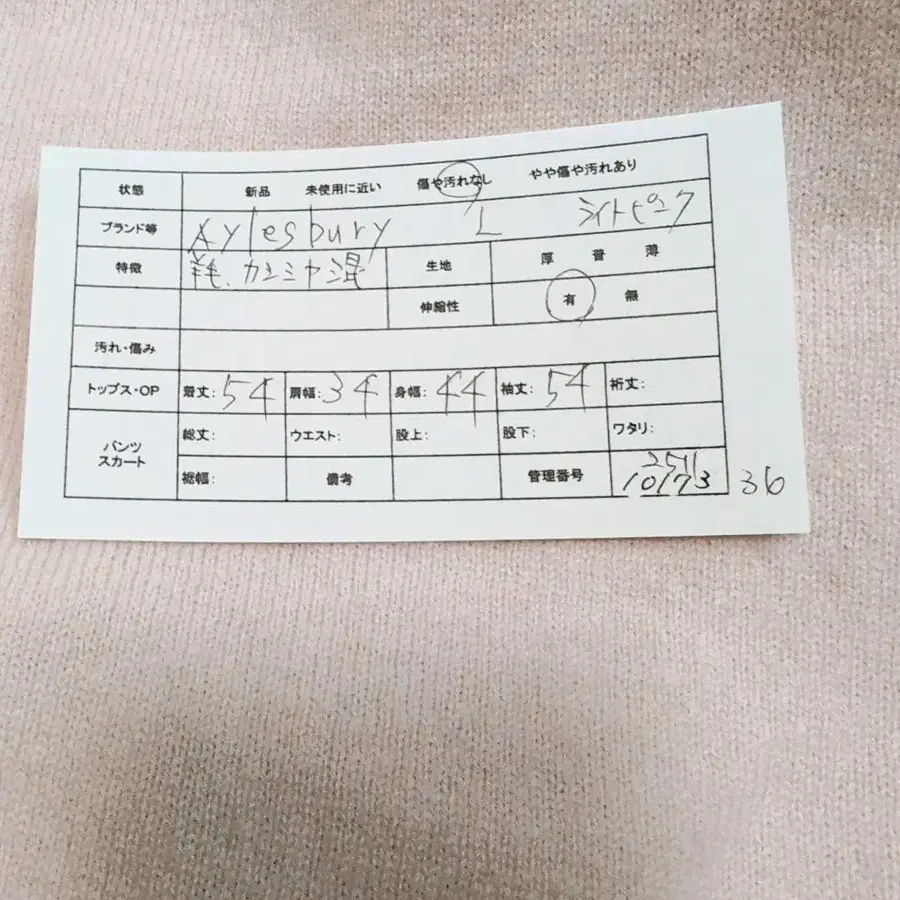 状態 新品 未使用に近い 傷や汚れなし やや傷や汚れあり
ブランド等 Aylesbury L ライトピンク
特徴 羊毛、カシミヤ混 生地 厚 普 薄
伸縮性 有 無
汚れ・傷み
トップス・OP 着丈:54 肩幅:34 身幅:44 袖丈:54 裄丈:
パンツ スカート 総丈: ウエスト: 股上: 股下: ワタリ:
裾幅: 備考 管理番号 2511
10173 36